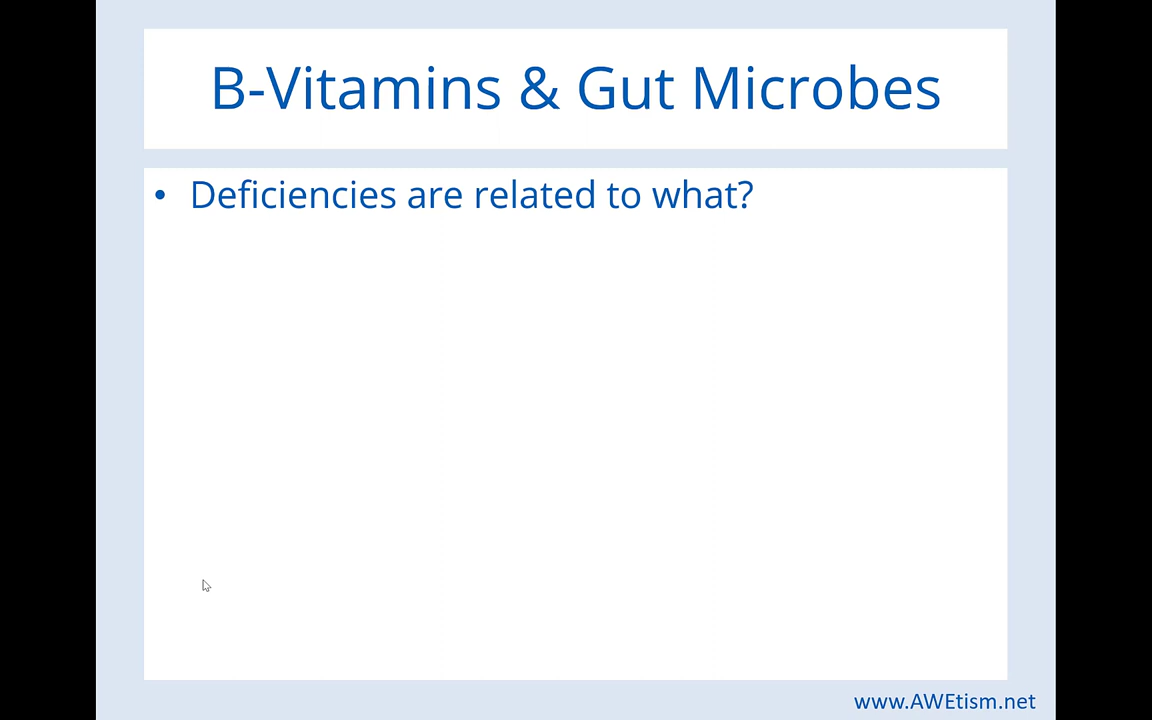 B-Vitamins & Gut Microbes
• Deficiencies are related to what?
www.AWEtism.net